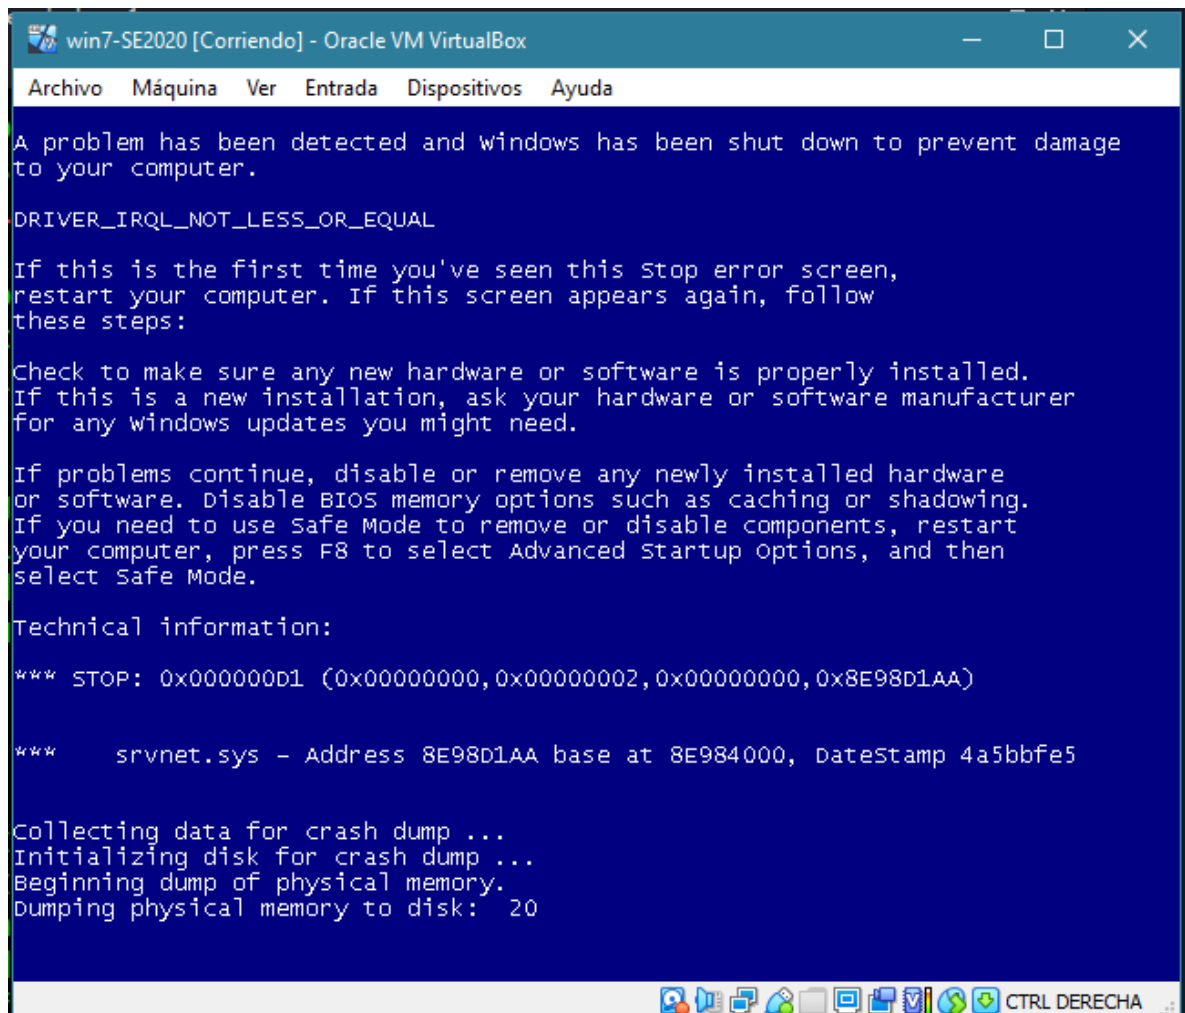 win7-SE2020 [Corriendo] - Oracle VM VirtualBox
Archivo Máquina Ver Entrada Dispositivos Ayuda
A problem has been detected and Windows has been shut down to prevent damage
to your computer.
DRIVER_IRQL_NOT_LESS_OR_EQUAL
If this is the first time you've seen this Stop error screen,
restart your computer. If this screen appears again, follow
these steps:
Check to make sure any new hardware or software is properly installed.
If this is a new installation, ask your hardware or software manufacturer
for any Windows updates you might need.
If problems continue, disable or remove any newly installed hardware
or software. Disable BIOS memory options such as caching or shadowing.
If you need to use Safe Mode to remove or disable components, restart
your computer, press F8 to select Advanced Startup Options, and then
select Safe Mode.
Technical information:
*** STOP: 0x000000D1 (0x00000000,0x00000002,0x00000000,0x8E98D1AA)
*** srvnet.sys – Address 8E98D1AA base at 8E984000, DateStamp 4a5bbfe5
Collecting data for crash dump ...
Initializing disk for crash dump ...
Beginning dump of physical memory.
Dumping physical memory to disk: 20
CTRL DERECHA